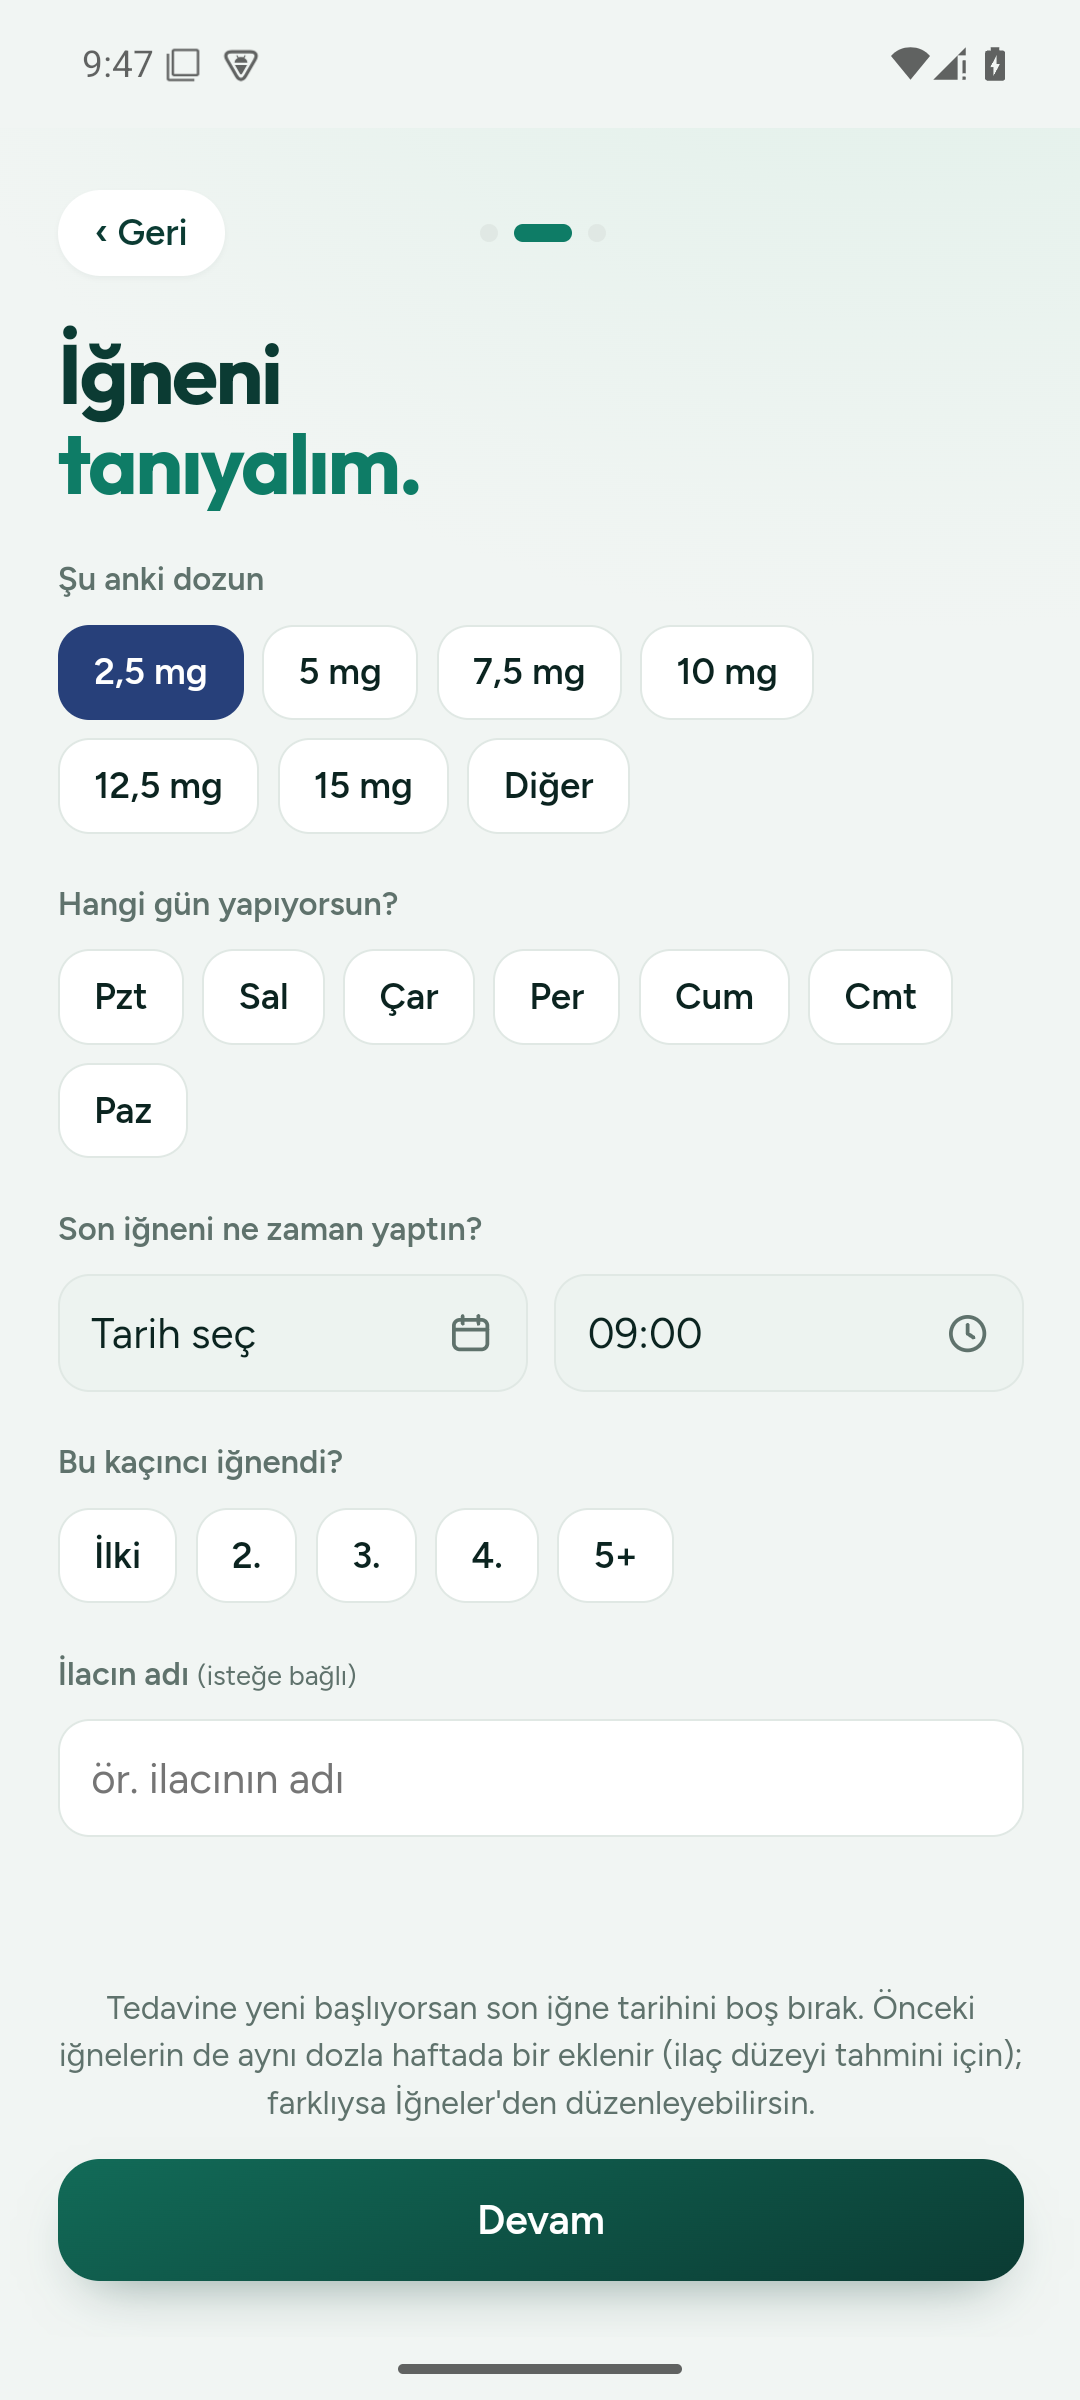 9:47
‹ Geri
İğneni
tanıyalım.
Şu anki dozun
2,5 mg 5 mg 7,5 mg 10 mg
12,5 mg 15 mg Diğer
Hangi gün yapıyorsun?
Pzt Sal Çar Per Cum Cmt
Paz
Son iğneni ne zaman yaptın?
Tarih seç 09:00
Bu kaçıncı iğnendi?
İlki 2. 3. 4. 5+
İlacın adı (isteğe bağlı)
ör. ilacının adı
Tedavine yeni başlıyorsan son iğne tarihini boş bırak. Önceki
iğnelerin de aynı dozla haftada bir eklenir (ilaç düzeyi tahmini için);
farklıysa İğneler'den düzenleyebilirsin.
Devam